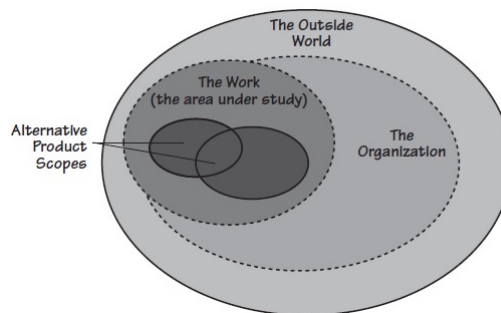 The Outside
World
The Work
(the area under study)
Alternative
Product
Scopes
The
Organization